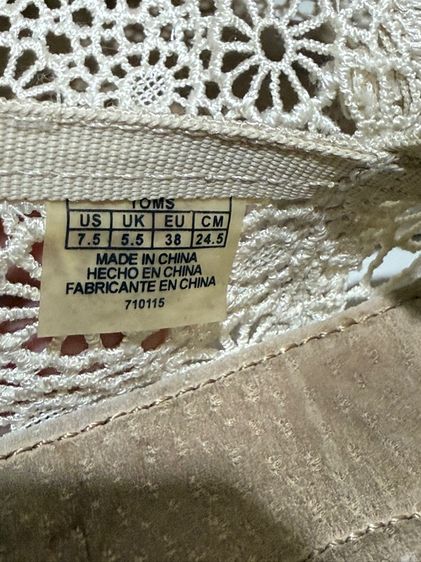 TOMS
US UK EU CM
7.5 5.5 38 24.5
MADE IN CHINA
HECHO EN CHINA
FABRICANTE EN CHINA
710115